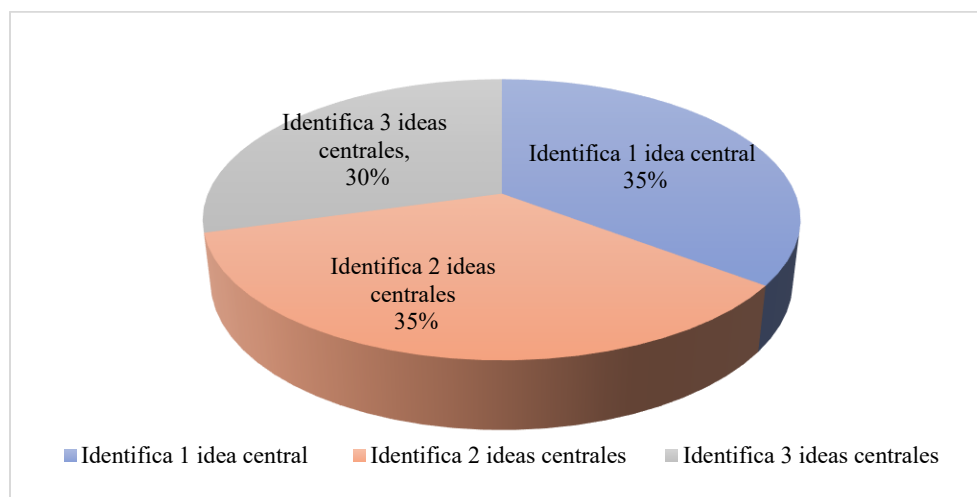 Identifica 3 ideas
centrales,
30%
Identifica 1 idea central
35%
Identifica 2 ideas
centrales
35%
Identifica 1 idea central
Identifica 2 ideas centrales
Identifica 3 ideas centrales